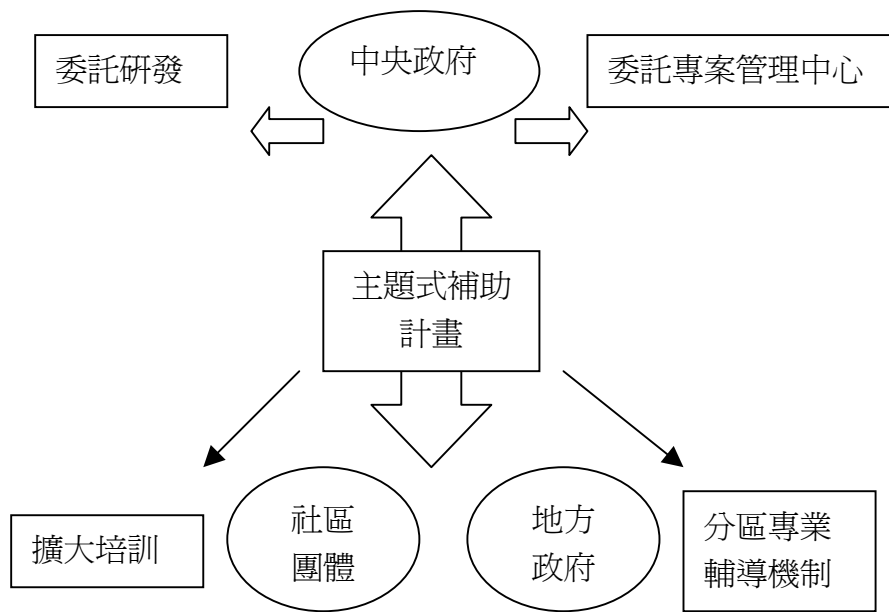 中央政府
委託研發
委託專案管理中心
主題式補助
計畫
擴大培訓
社區
團體
地方
政府
分區專業
輔導機制